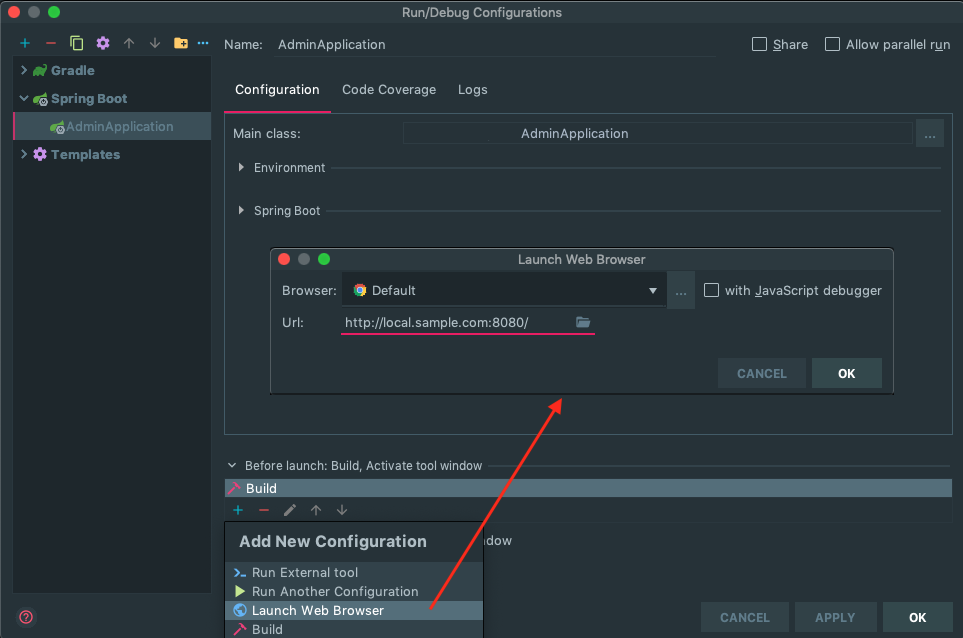 Run/Debug Configurations
Name: AdminApplication
Share
Allow parallel run
Gradle
Spring Boot
AdminApplication
Templates
Configuration Code Coverage Logs
Main class: AdminApplication ...
Environment
Spring Boot
Launch Web Browser
Browser: Default ... with JavaScript debugger
Url: http://local.sample.com:8080/
CANCEL OK
Before launch: Build, Activate tool window
Build
Add New Configuration
dow
Run External tool
Run Another Configuration
Launch Web Browser
Build
? CANCEL APPLY OK